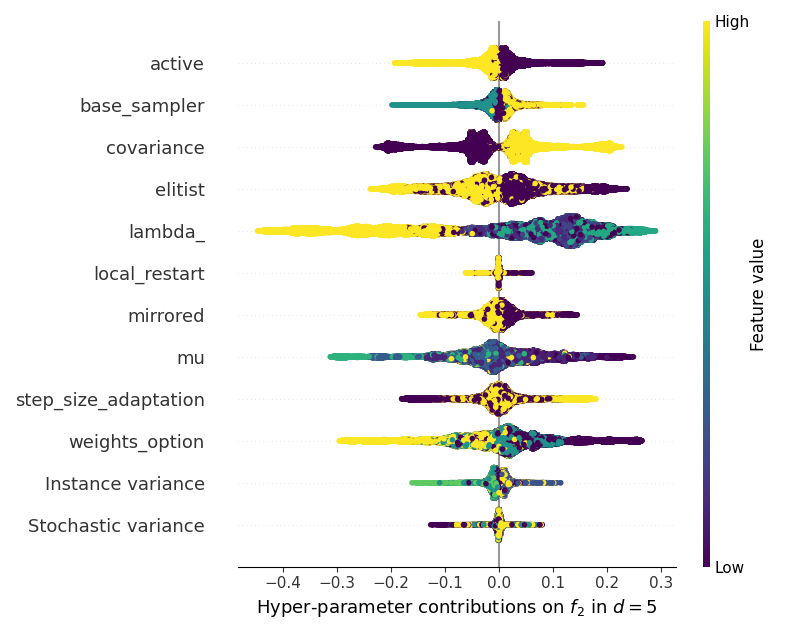 High
active
base_sampler
covariance
elitist
lambda_
local_restart
mirrored
mu
step_size_adaptation
weights_option
Instance variance
Stochastic variance
Feature value
Low
−0.4 −0.3 −0.2 −0.1 0.0 0.1 0.2 0.3
Hyper-parameter contributions on f₂ in d = 5